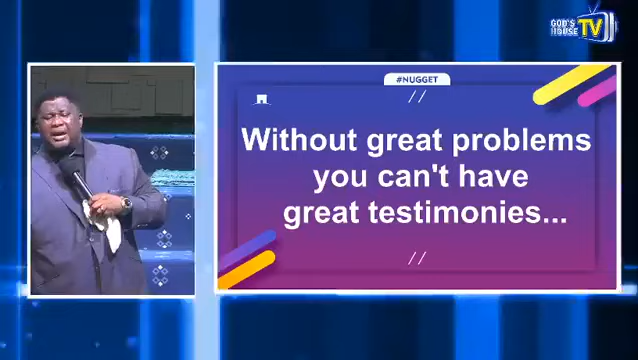 GOD'S
HOUSE TV
#NUGGET
//
Without great problems
you can't have
great testimonies...
//